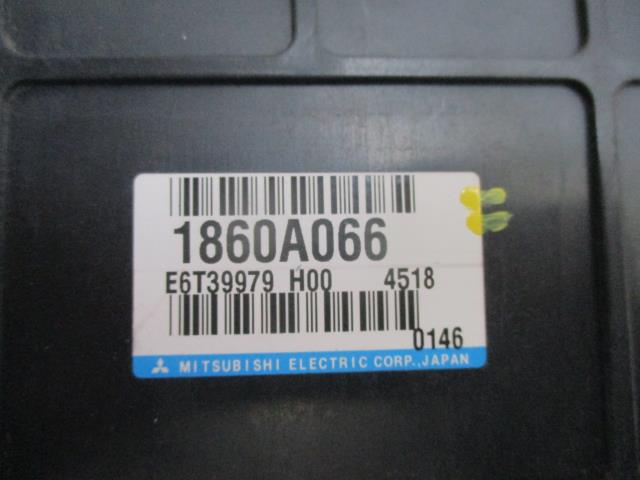 1860A066
E6T39979 H00 4518
0146
MITSUBISHI ELECTRIC CORP., JAPAN